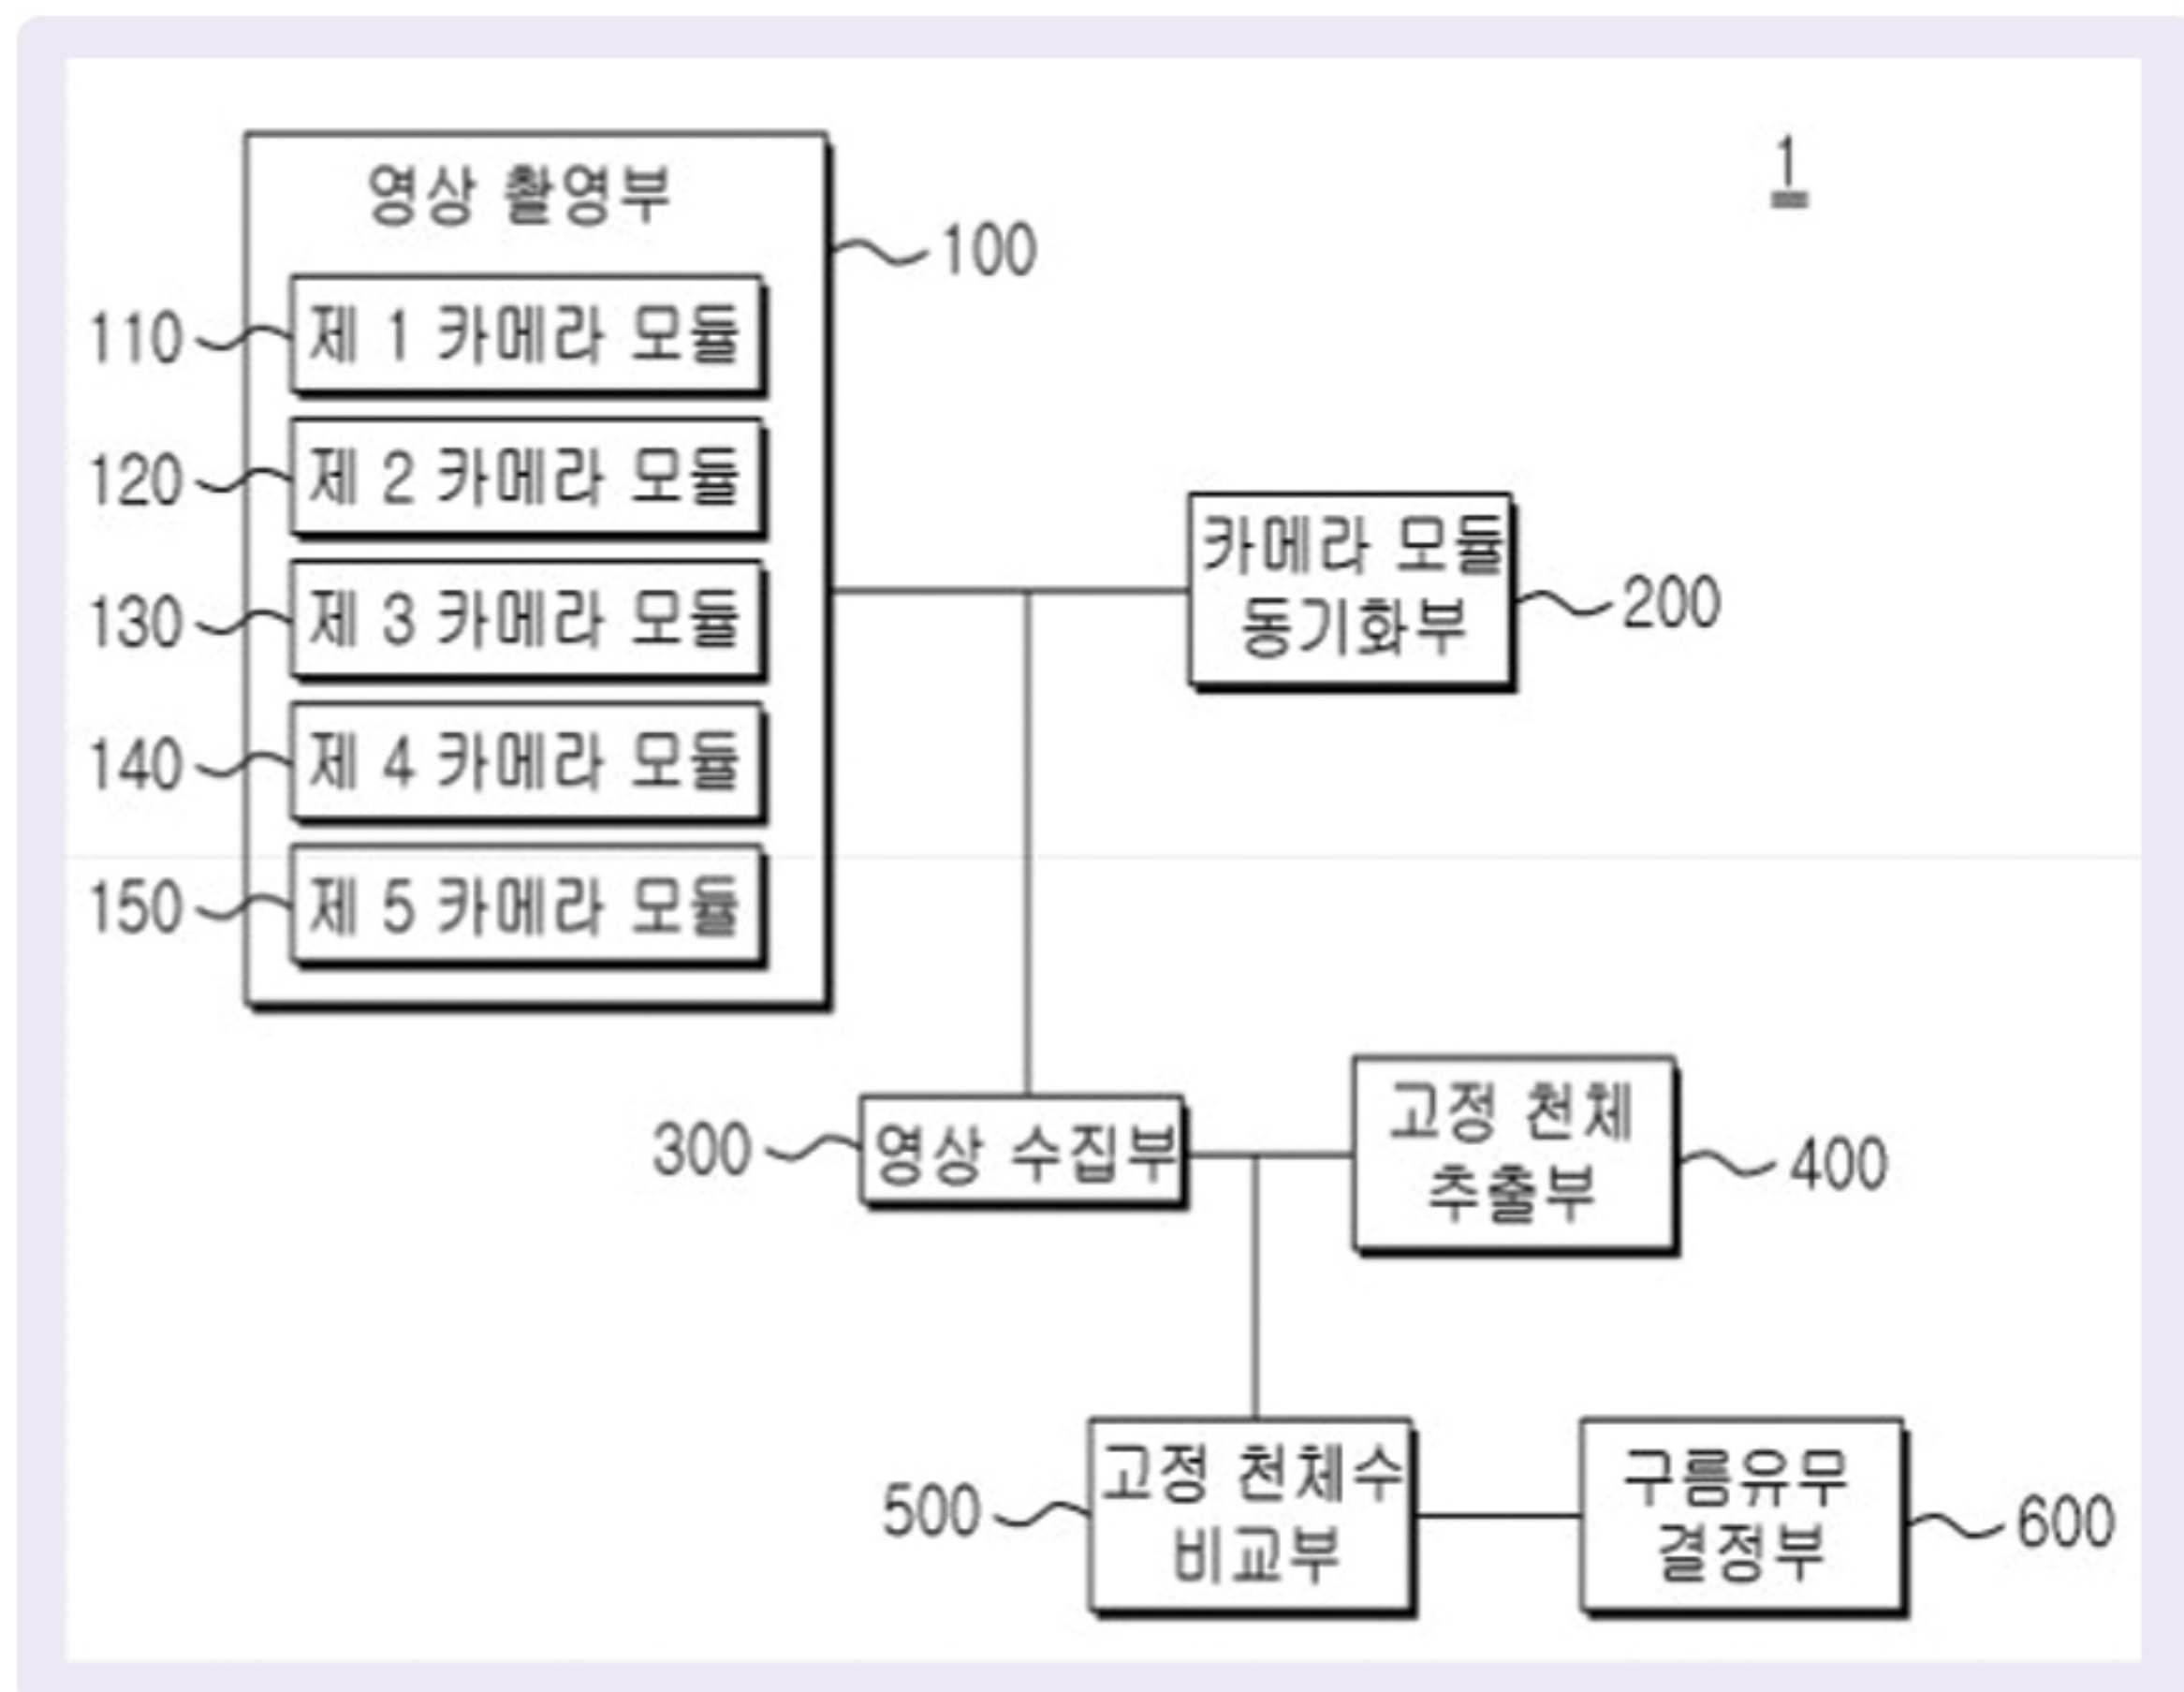 1
영상 촬영부
100
110
제 1 카메라 모듈
120
제 2 카메라 모듈
130
제 3 카메라 모듈
140
제 4 카메라 모듈
150
제 5 카메라 모듈
카메라 모듈
동기화부
200
300
영상 수집부
고정 천체
추출부
400
500
고정 천체수
비교부
구름유무
결정부
600